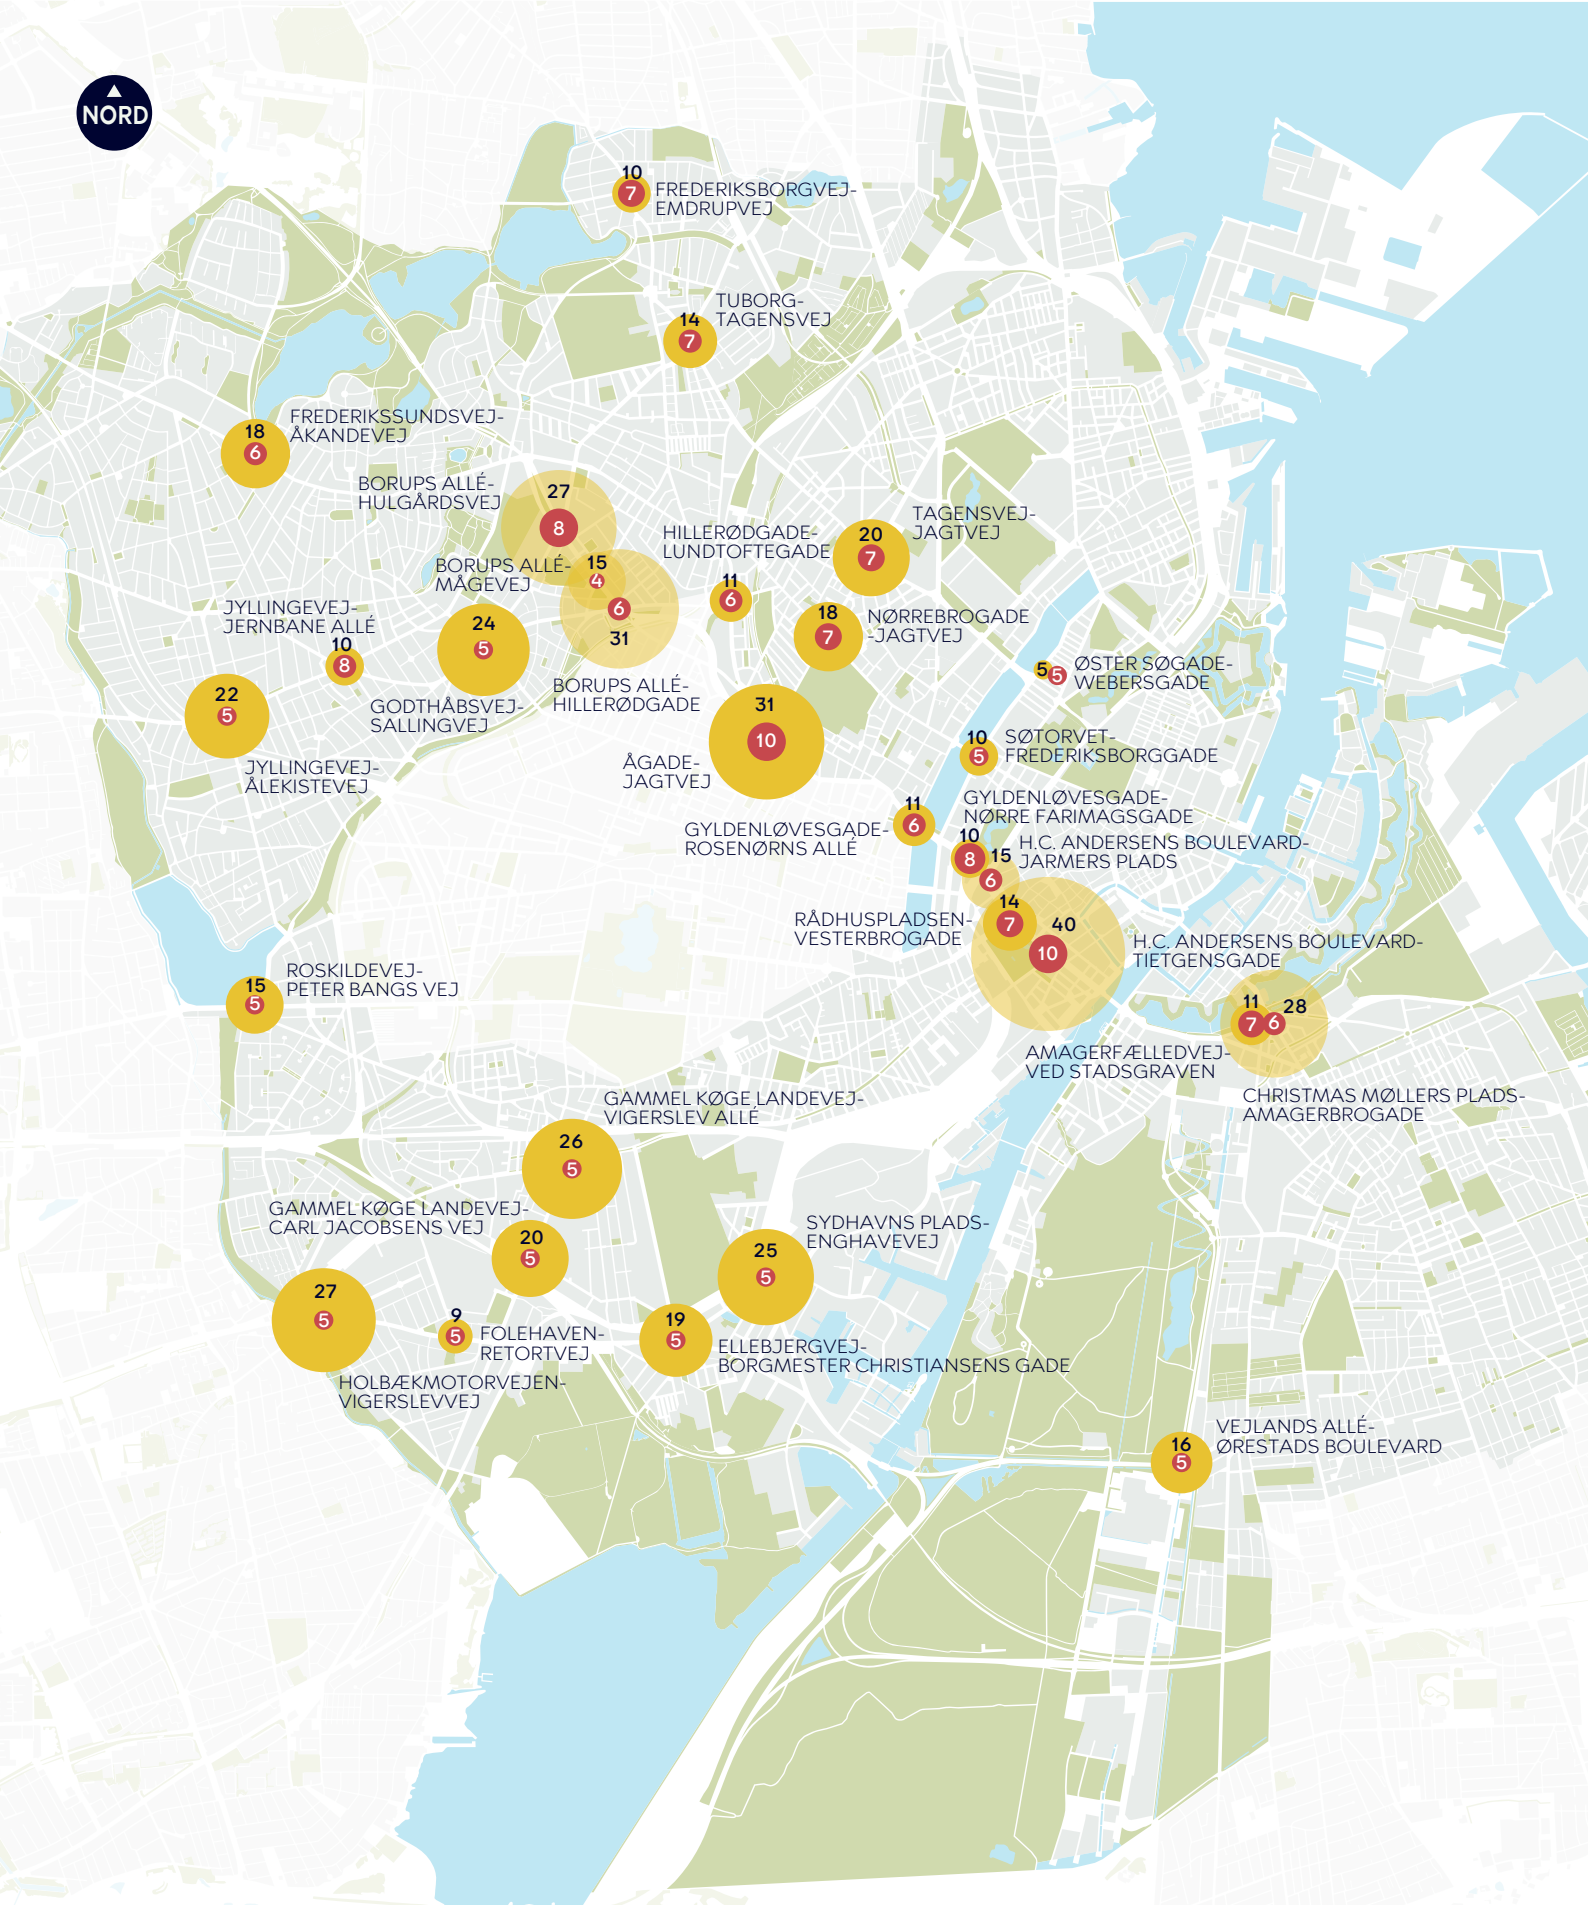 NORD
10
7
FREDERIKSBORGVEJ-
EMDRUPVEJ
TUBORG-
TAGENSVEJ
14
7
FREDERIKSSUNDSVEJ-
ÅKANDEVEJ
18
6
BORUPS ALLÉ-
HULGÅRDSVEJ
27
8
TAGENSVEJ-
JAGTVEJ
20
7
HILLERØDGADE-
LUNDTOFTEGADE
11
6
BORUPS ALLÉ-
MÅGEVEJ
15
4
6
31
BORUPS ALLÉ-
HILLERØDGADE
JYLLINGEVEJ-
JERNBANE ALLÉ
10
8
24
5
GODTHÅBSVEJ-
SALLINGVEJ
18
7
NØRREBROGADE
-JAGTVEJ
5
5
ØSTER SØGADE-
WEBERSGADE
22
5
JYLLINGEVEJ-
ÅLEKISTEVEJ
31
10
ÅGADE-
JAGTVEJ
10
5
SØTORVET-
FREDERIKSBORGGADE
11
6
GYLDENLØVESGADE-
ROSENØRNS ALLÉ
GYLDENLØVESGADE-
NØRRE FARIMAGSGADE
10
8
H.C. ANDERSENS BOULEVARD-
JARMERS PLADS
15
6
14
7
RÅDHUSPLADSEN-
VESTERBROGADE
40
10
H.C. ANDERSENS BOULEVARD-
TIETGENSGADE
ROSKILDEVEJ-
PETER BANGS VEJ
15
5
11
7
AMAGERFÆLLEDVEJ-
VED STADSGRAVEN
28
6
CHRISTMAS MØLLERS PLADS-
AMAGERBROGADE
GAMMEL KØGE LANDEVEJ-
VIGERSLEV ALLÉ
26
5
GAMMEL KØGE LANDEVEJ-
CARL JACOBSENS VEJ
20
5
SYDHAVNS PLADS-
ENGHAVEVEJ
25
5
27
5
HOLBÆKMOTORVEJEN-
VIGERSLEVVEJ
9
5
FOLEHAVEN-
RETORTVEJ
19
5
ELLEBJERGVEJ-
BORGMESTER CHRISTIANSENS GADE
VEJLANDS ALLÉ-
ØRESTADS BOULEVARD
16
5